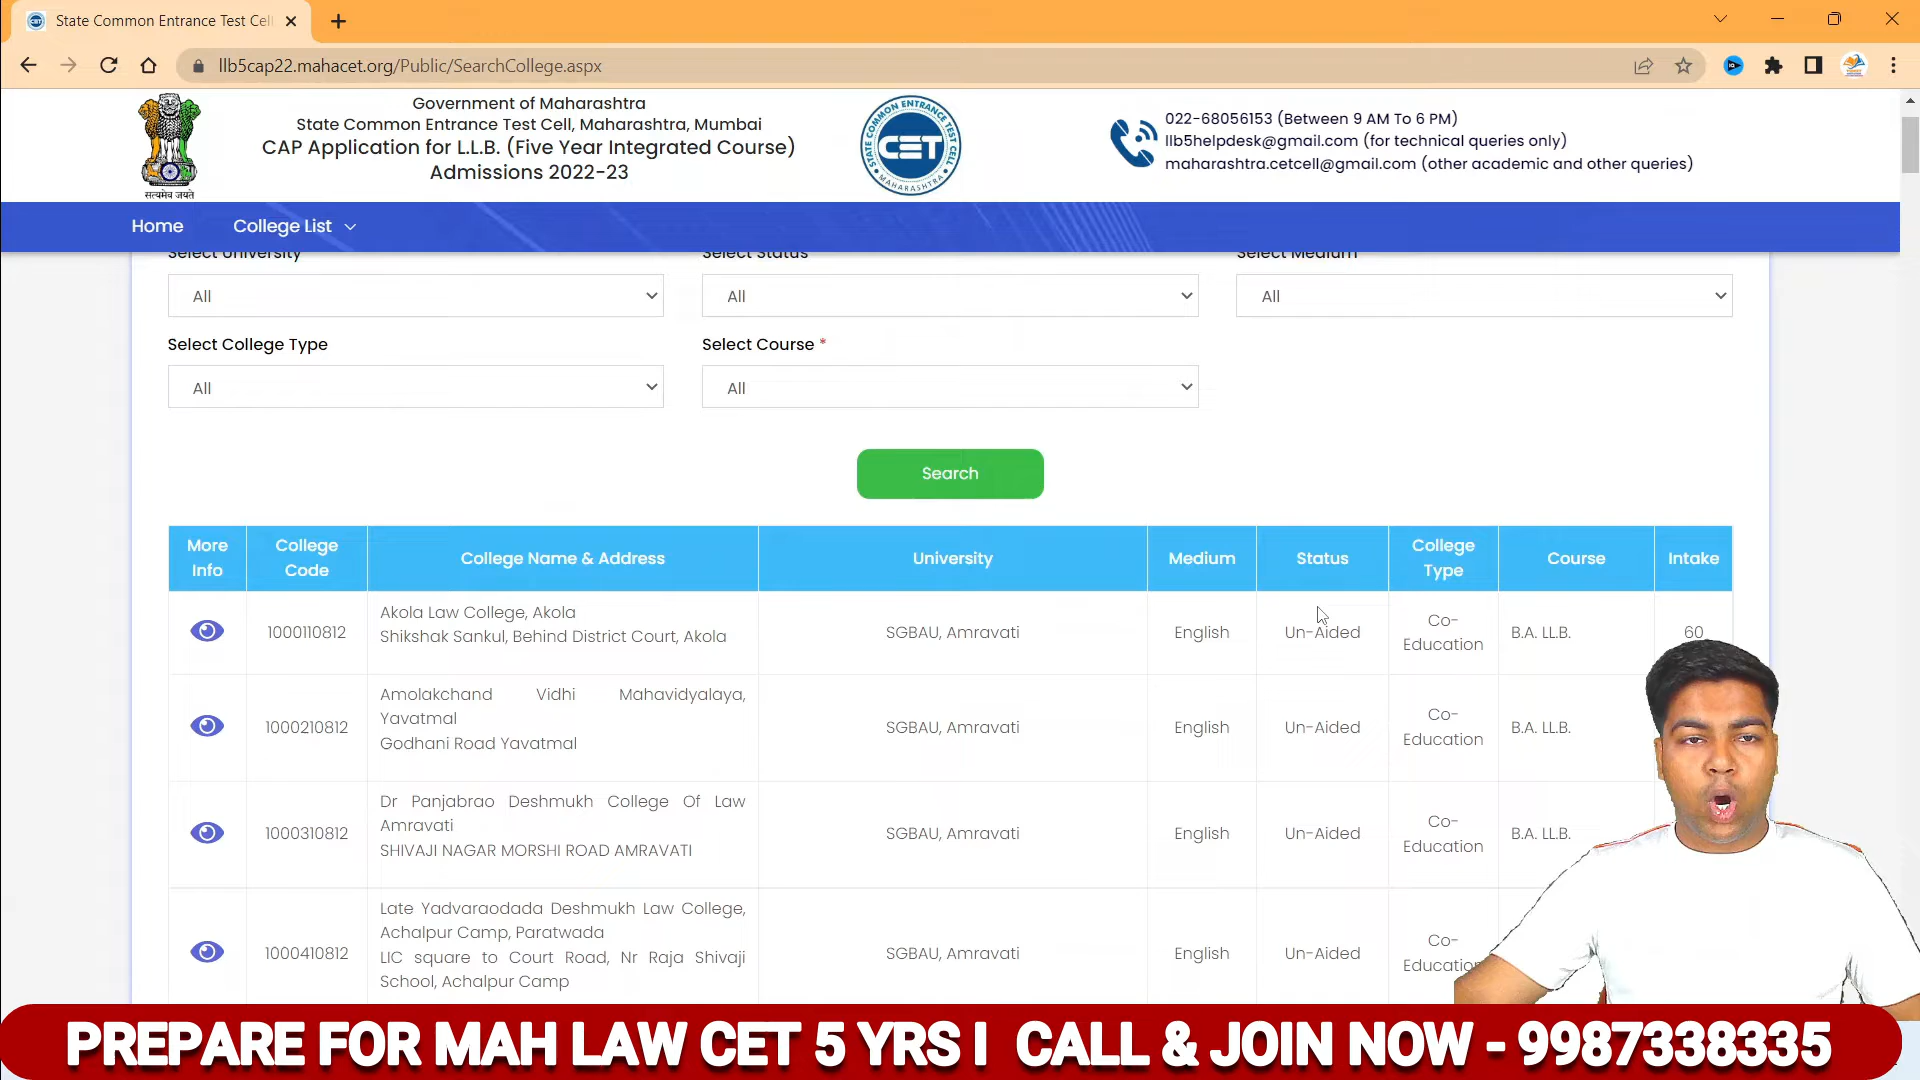 State Common Entrance Test Cel
llb5cap22.mahacet.org/Public/SearchCollege.aspx
सत्यमेव जयते
Government of Maharashtra
State Common Entrance Test Cell, Maharashtra, Mumbai
CAP Application for L.L.B. (Five Year Integrated Course)
Admissions 2022-23
STATE COMMON ENTRANCE TEST CELL
CET
MAHARASHTRA
022-68056153 (Between 9 AM To 6 PM)
llb5helpdesk@gmail.com (for technical queries only)
maharashtra.cetcell@gmail.com (other academic and other queries)
Home College List
Select University Select Status Select Medium
All All All
Select College Type Select Course *
All All
Search
More Info College Code College Name & Address University Medium Status College Type Course Intake
1000110812 Akola Law College, Akola
Shikshak Sankul, Behind District Court, Akola SGBAU, Amravati English Un-Aided Co-Education B.A. LL.B. 60
1000210812 Amolakchand Vidhi Mahavidyalaya,
Yavatmal
Godhani Road Yavatmal SGBAU, Amravati English Un-Aided Co-Education B.A. LL.B.
1000310812 Dr Panjabrao Deshmukh College Of Law
Amravati
SHIVAJI NAGAR MORSHI ROAD AMRAVATI SGBAU, Amravati English Un-Aided Co-Education B.A. LL.B.
1000410812 Late Yadvaraodada Deshmukh Law College,
Achalpur Camp, Paratwada
LIC square to Court Road, Nr Raja Shivaji
School, Achalpur Camp SGBAU, Amravati English Un-Aided Co-Education
PREPARE FOR MAH LAW CET 5 YRS I CALL & JOIN NOW - 9987338335